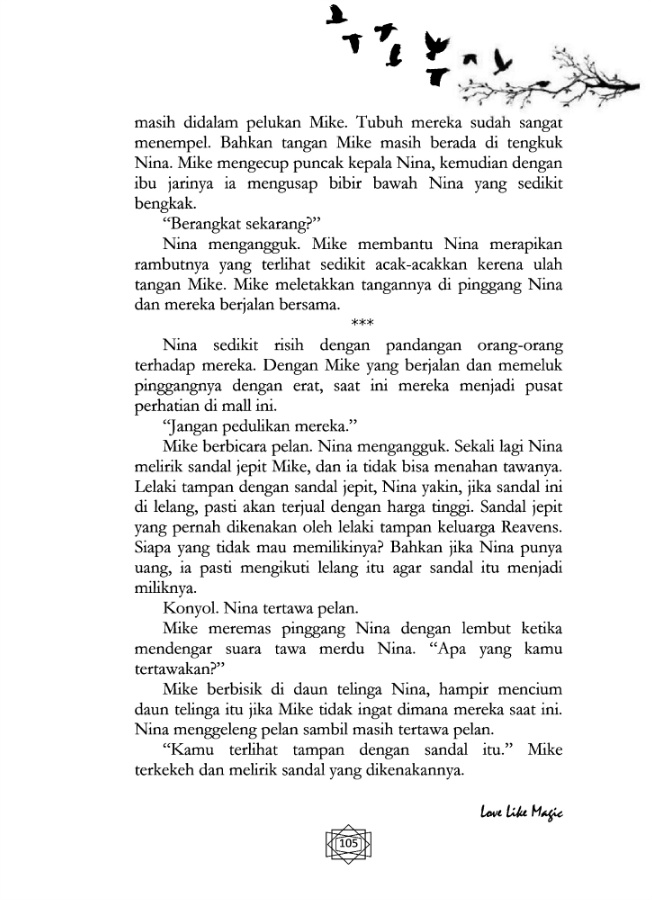 masih didalam pelukan Mike. Tubuh mereka sudah sangat
menempel. Bahkan tangan Mike masih berada di tengkuk
Nina. Mike mengecup puncak kepala Nina, kemudian dengan
ibu jarinya ia mengusap bibir bawah Nina yang sedikit
bengkak.
“Berangkat sekarang?”
Nina mengangguk. Mike membantu Nina merapikan
rambutnya yang terlihat sedikit acak-acakkan kerena ulah
tangan Mike. Mike meletakkan tangannya di pinggang Nina
dan mereka berjalan bersama.
***
Nina sedikit risih dengan pandangan orang-orang
terhadap mereka. Dengan Mike yang berjalan dan memeluk
pinggangnya dengan erat, saat ini mereka menjadi pusat
perhatian di mall ini.
“Jangan pedulikan mereka.”
Mike berbicara pelan. Nina mengangguk. Sekali lagi Nina
melirik sandal jepit Mike, dan ia tidak bisa menahan tawanya.
Lelaki tampan dengan sandal jepit, Nina yakin, jika sandal ini
di lelang, pasti akan terjual dengan harga tinggi. Sandal jepit
yang pernah dikenakan oleh lelaki tampan keluarga Reavens.
Siapa yang tidak mau memilikinya? Bahkan jika Nina punya
uang, ia pasti mengikuti lelang itu agar sandal itu menjadi
miliknya.
Konyol. Nina tertawa pelan.
Mike meremas pinggang Nina dengan lembut ketika
mendengar suara tawa merdu Nina. “Apa yang kamu
tertawakan?”
Mike berbisik di daun telinga Nina, hampir mencium
daun telinga itu jika Mike tidak ingat dimana mereka saat ini.
Nina menggeleng pelan sambil masih tertawa pelan.
“Kamu terlihat tampan dengan sandal itu.” Mike
terkekeh dan melirik sandal yang dikenakannya.
Love Like Magic
105